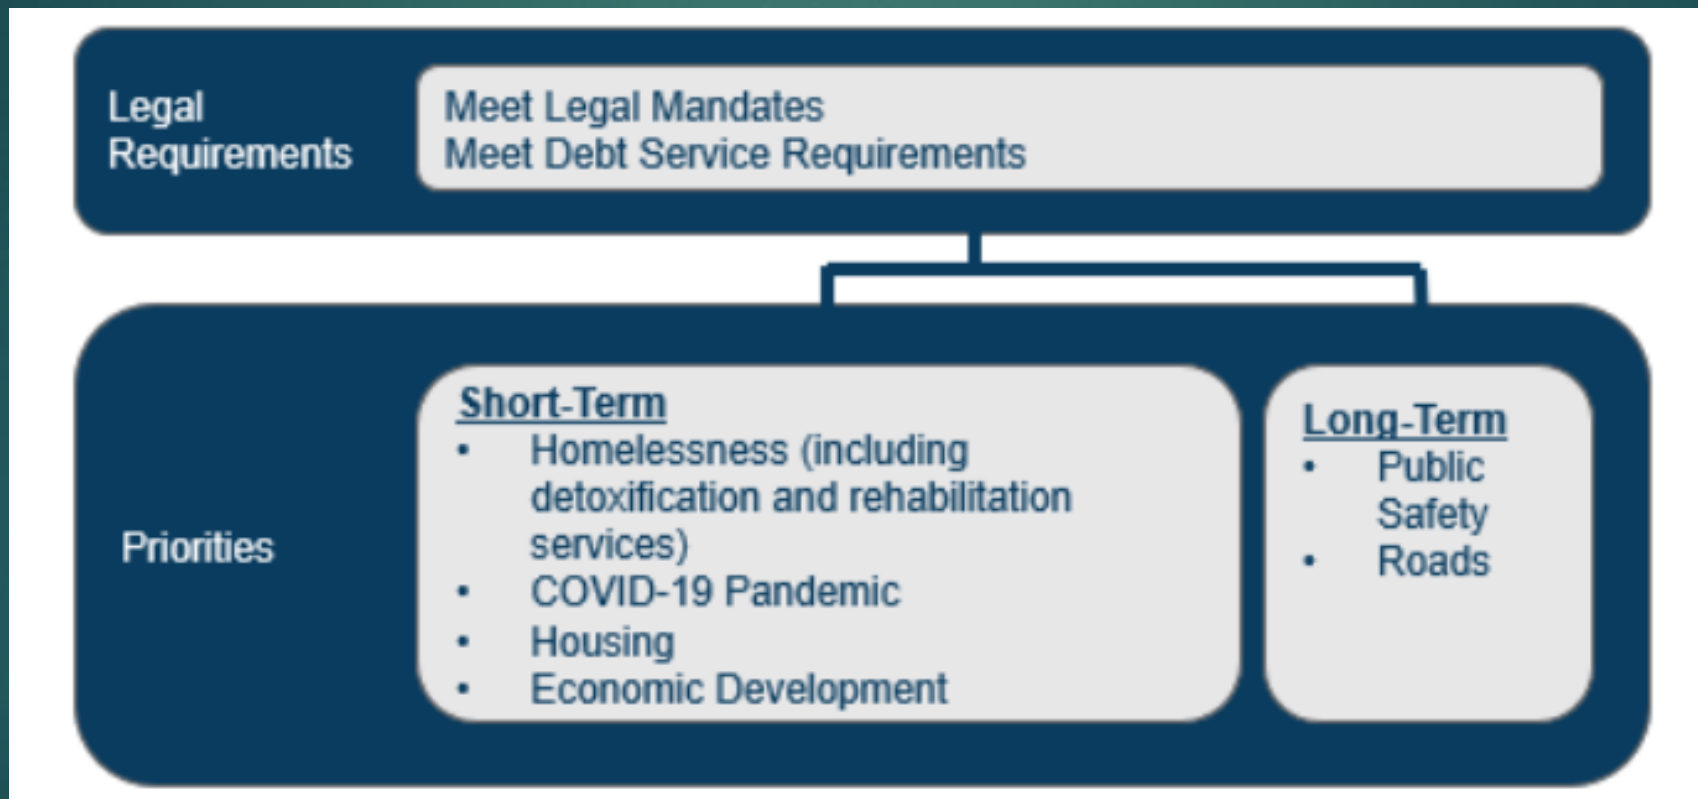 Legal
Requirements
Meet Legal Mandates
Meet Debt Service Requirements
Priorities
Short-Term
• Homelessness (including
detoxification and rehabilitation
services)
• COVID-19 Pandemic
• Housing
• Economic Development
Long-Term
• Public
Safety
• Roads